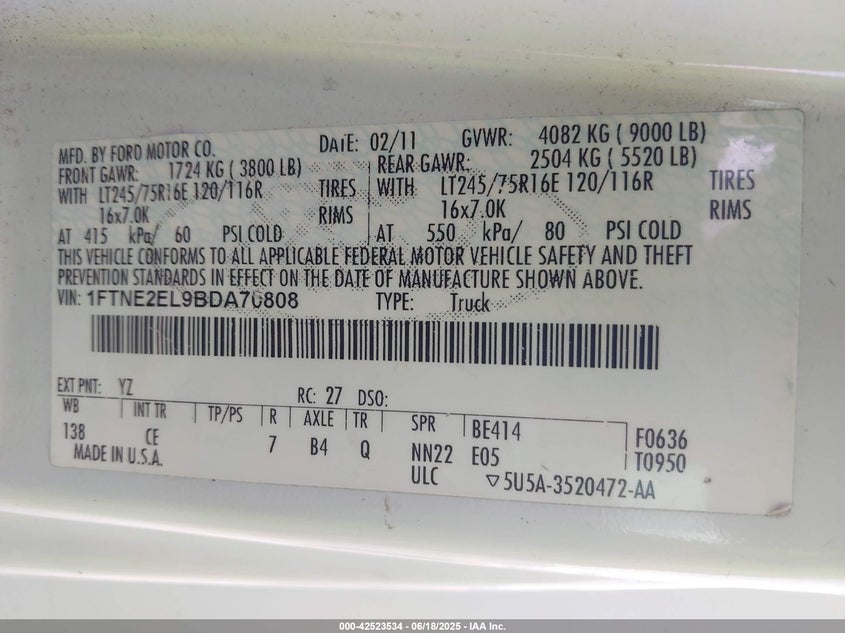 MFD. BY FORD MOTOR CO. DATE: 02/11 GVWR: 4082 KG ( 9000 LB)
FRONT GAWR: 1724 KG ( 3800 LB) REAR GAWR: 2504 KG ( 5520 LB)
WITH LT245/75R16E 120/116R TIRES WITH LT245/75R16E 120/116R TIRES
16x7.0K RIMS 16x7.0K RIMS
AT 415 kPa/ 60 PSI COLD AT 550 kPa/ 80 PSI COLD
THIS VEHICLE CONFORMS TO ALL APPLICABLE FEDERAL MOTOR VEHICLE SAFETY AND THEFT
PREVENTION STANDARDS IN EFFECT ON THE DATE OF MANUFACTURE SHOWN ABOVE.
VIN: 1FTNE2EL9BDA70808 TYPE: Truck
EXT PNT: YZ RC: 27 DSO:
WB INT TR TP/PS R AXLE TR SPR BE414 F0636
138 CE 7 B4 Q NN22 E05 T0950
MADE IN U.S.A. ULC ▽5U5A-3520472-AA
000-42523534 - 06/18/2025 - IAA Inc.